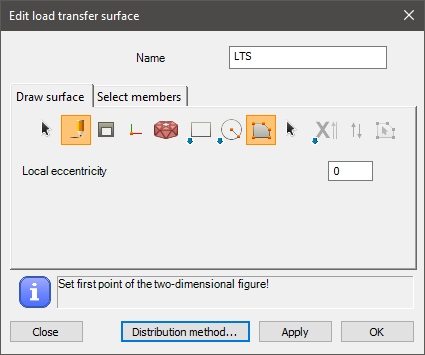 Edit load transfer surface
Name LTS
Draw surface Select members
Local eccentricity 0
Set first point of the two-dimensional figure!
Close Distribution method... Apply OK